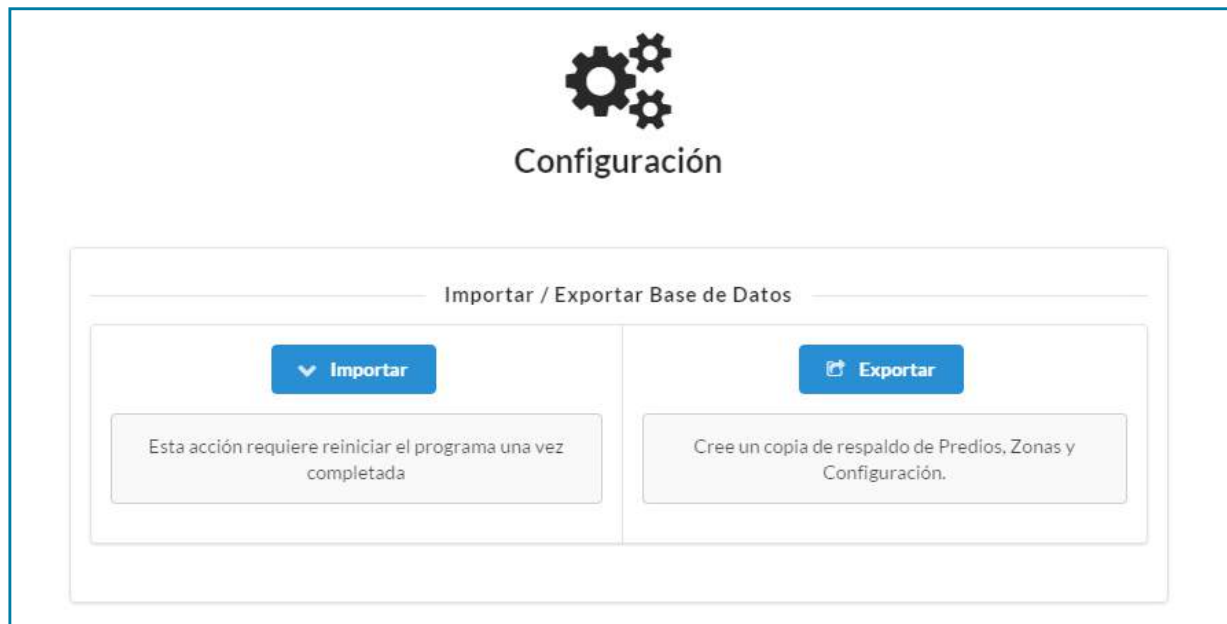 Configuración
Importar / Exportar Base de Datos
Importar
Esta acción requiere reiniciar el programa una vez
completada
Exportar
Cree un copia de respaldo de Predios, Zonas y
Configuración.